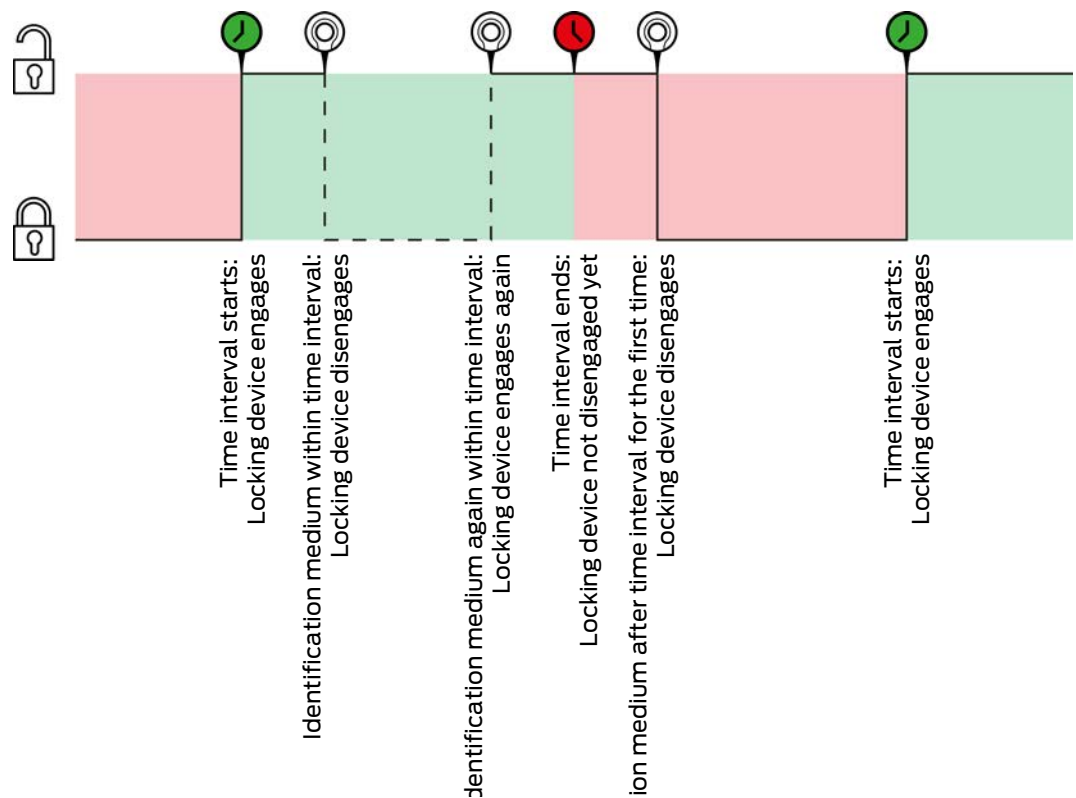 Time interval starts:
Locking device engages
Identification medium within time interval:
Locking device disengages
medium again within time interval:
Locking device engages again
Time interval ends:
Locking device not disengaged yet
medium after time interval for the first time:
Locking device disengages
Time interval starts:
Locking device engages